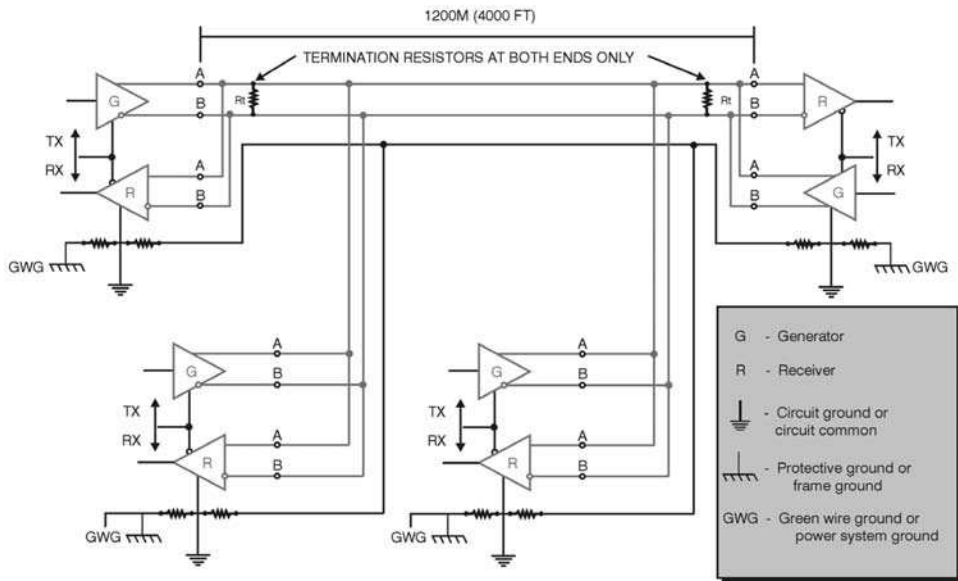 1200M (4000 FT)
TERMINATION RESISTORS AT BOTH ENDS ONLY
A
A
G
B
Rt
Rt
B
R
TX
RX
TX
RX
A
A
R
B
B
G
GWG
GWG
G
A
B
G
A
B
TX
RX
TX
RX
R
A
B
R
A
B
GWG
GWG
G - Generator
R - Receiver
- Circuit ground or
circuit common
- Protective ground or
frame ground
GWG - Green wire ground or
power system ground